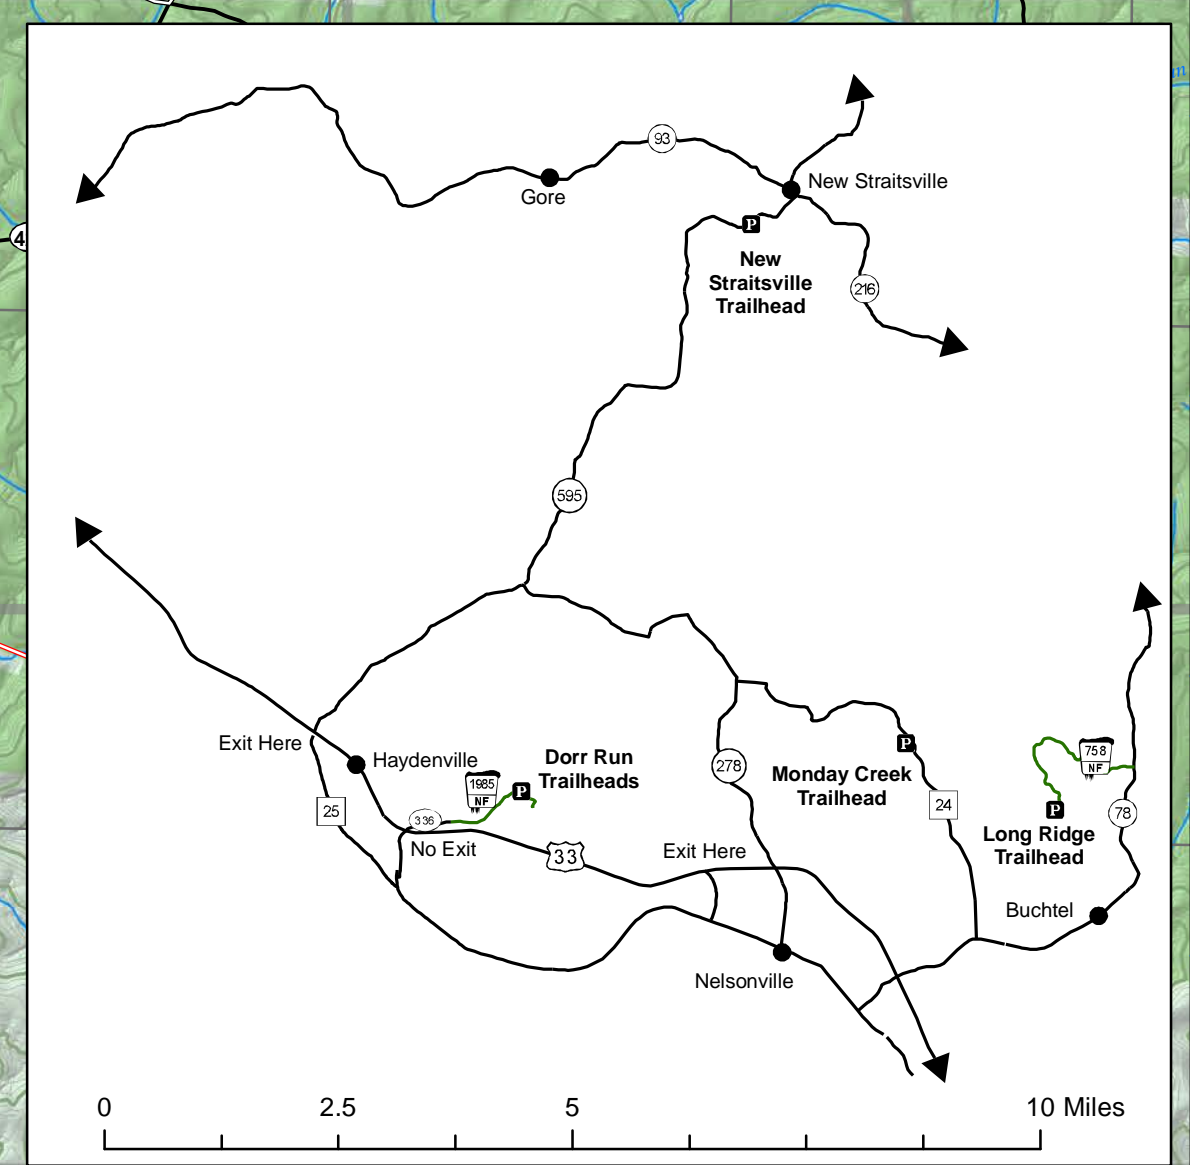 93
Gore
New Straitsville
New
Straitsville
Trailhead
216
4
595
Exit Here
Haydenville
Dorr Run
Trailheads
1985
NF
336
No Exit
25
33
Exit Here
278
Monday Creek
Trailhead
24
758
NF
78
Long Ridge
Trailhead
Buchtel
Nelsonville
0
2.5
5
10 Miles